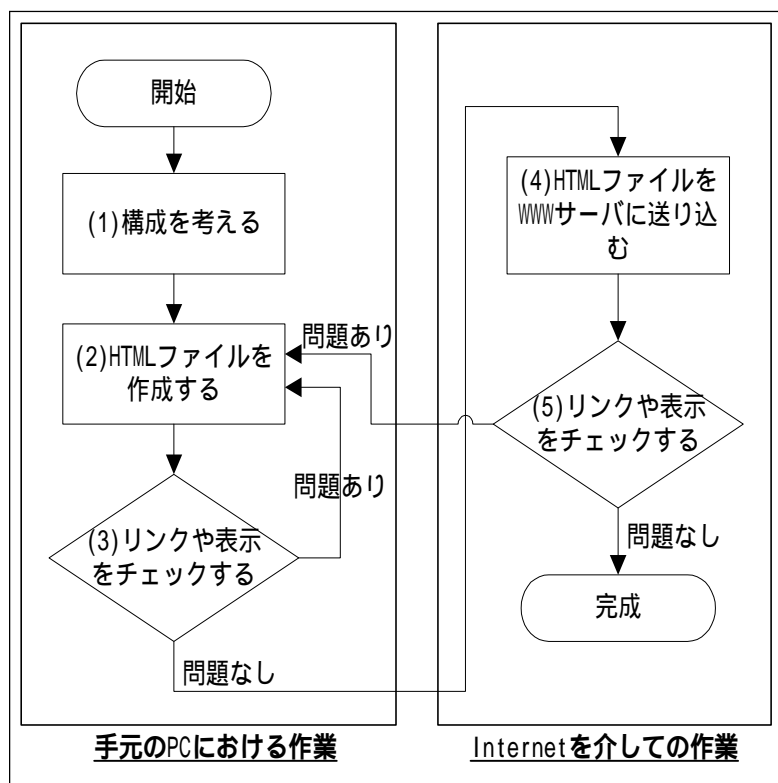 開始
(1)構成を考える
(2)HTMLファイルを
作成する
問題あり
問題あり
(3)リンクや表示
をチェックする
問題なし
手元のPCにおける作業
(4)HTMLファイルを
WWWサーバに送り込
む
(5)リンクや表示
をチェックする
問題なし
完成
Internetを介しての作業